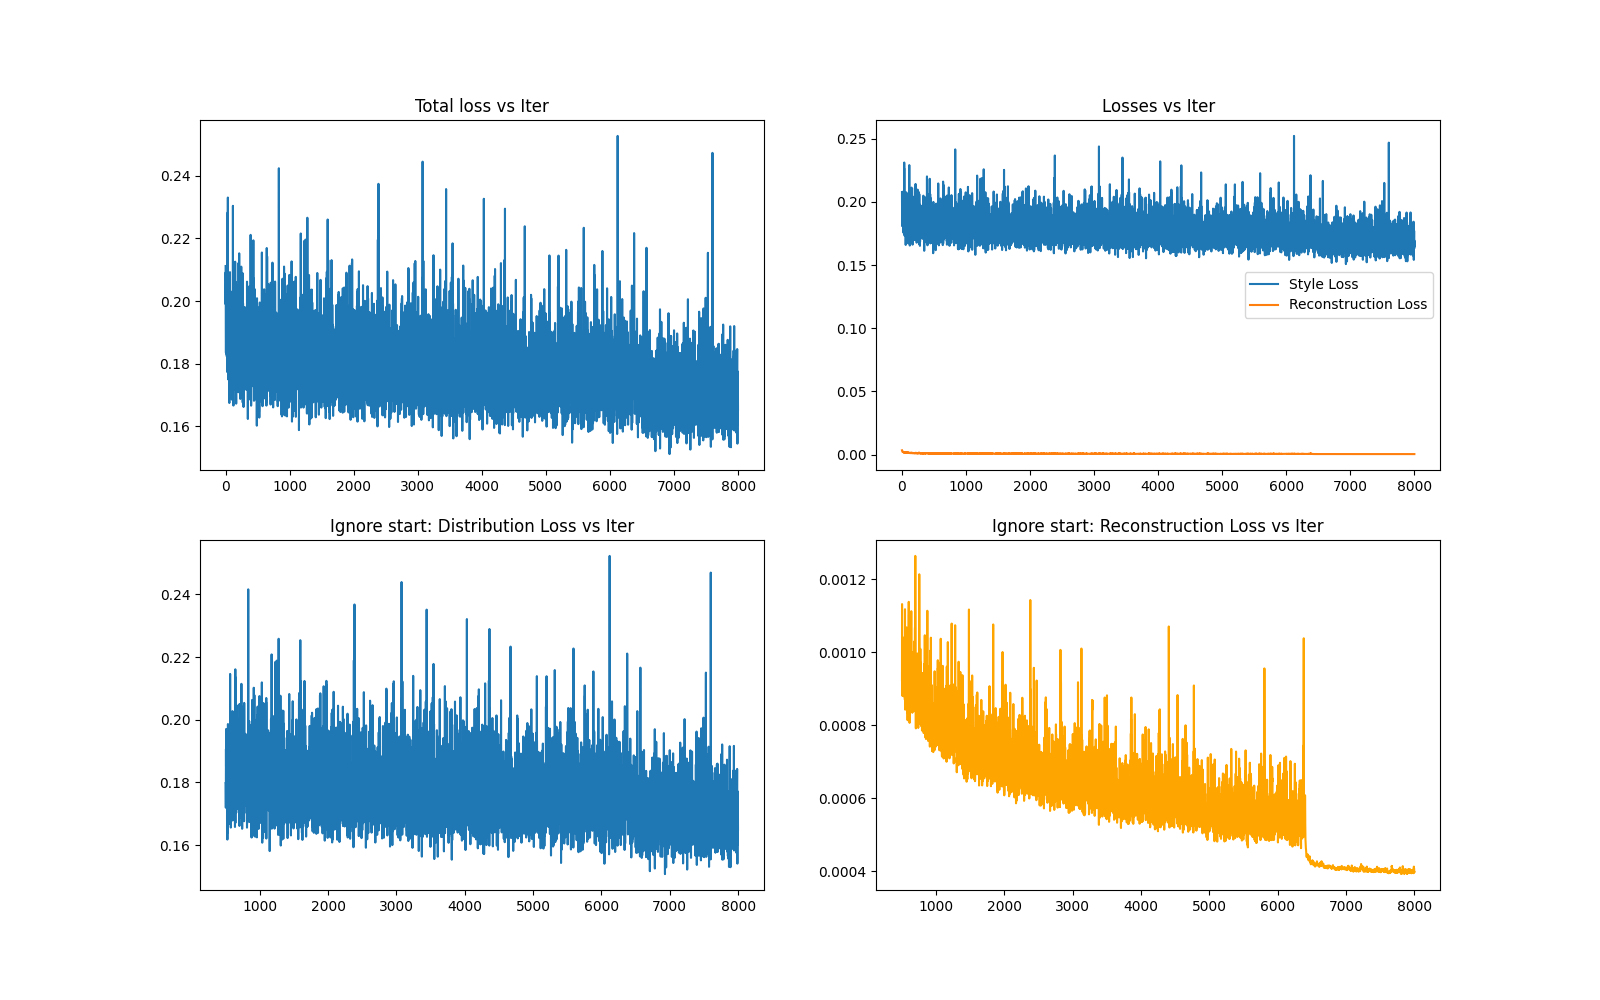 Total loss vs Iter
0.24
0.22
0.20
0.18
0.16
0 1000 2000 3000 4000 5000 6000 7000 8000
Losses vs Iter
0.25
0.20
0.15
0.10
0.05
0.00
Style Loss
Reconstruction Loss
0 1000 2000 3000 4000 5000 6000 7000 8000
Ignore start: Distribution Loss vs Iter
0.24
0.22
0.20
0.18
0.16
1000 2000 3000 4000 5000 6000 7000 8000
Ignore start: Reconstruction Loss vs Iter
0.0012
0.0010
0.0008
0.0006
0.0004
1000 2000 3000 4000 5000 6000 7000 8000